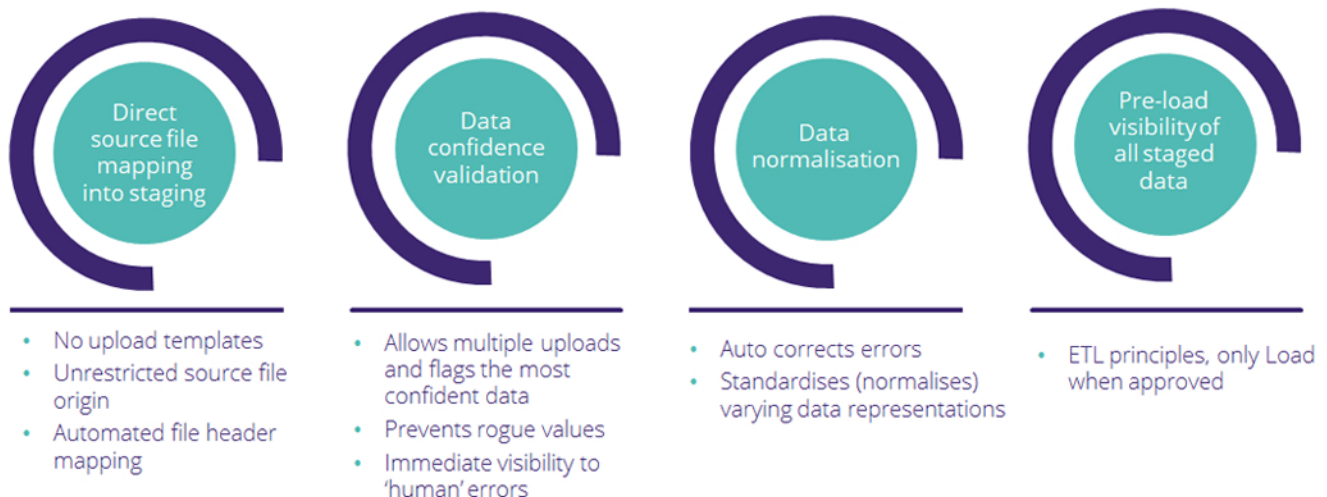 Direct
source file
mapping
into staging
• No upload templates
• Unrestricted source file
origin
• Automated file header
mapping
Data
confidence
validation
• Allows multiple uploads
and flags the most
confident data
• Prevents rogue values
• Immediate visibility to
‘human’ errors
Data
normalisation
• Auto corrects errors
• Standardises (normalises)
varying data representations
Pre-load
visibility of
all staged
data
• ETL principles, only Load
when approved